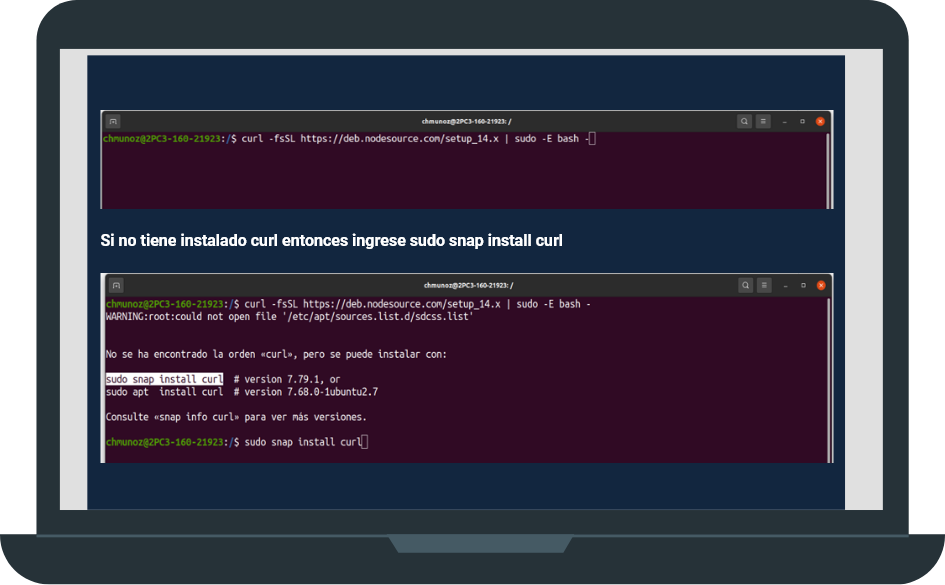 chmunoz@2PC3-160-21923: /
chmunoz@2PC3-160-21923:/$ curl -fsSL https://deb.nodesource.com/setup_14.x | sudo -E bash -
Si no tiene instalado curl entonces ingrese sudo snap install curl
chmunoz@2PC3-160-21923: /
chmunoz@2PC3-160-21923:/$ curl -fsSL https://deb.nodesource.com/setup_14.x | sudo -E bash -
WARNING:root:could not open file '/etc/apt/sources.list.d/sdcss.list'
No se ha encontrado la orden «curl», pero se puede instalar con:
sudo snap install curl  # version 7.79.1, or
sudo apt  install curl  # version 7.68.0-1ubuntu2.7
Consulte «snap info curl» para ver más versiones.
chmunoz@2PC3-160-21923:/$ sudo snap install curl